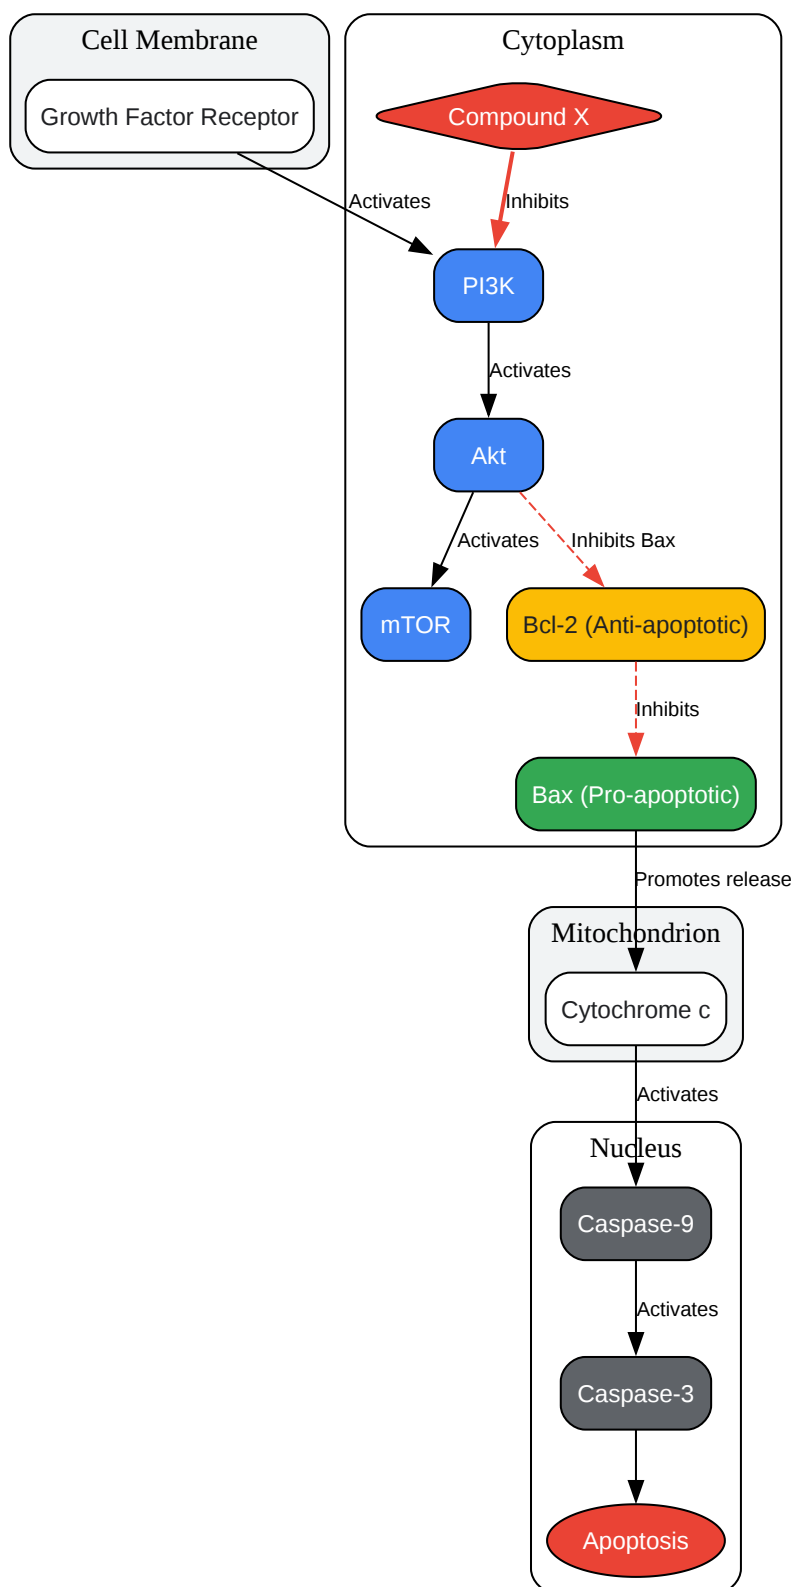 Cell Membrane
Growth Factor Receptor
Cytoplasm
Compound X
Activates
Inhibits
PI3K
Activates
Akt
Activates
Inhibits Bax
mTOR
Bcl-2 (Anti-apoptotic)
Inhibits
Bax (Pro-apoptotic)
Promotes release
Mitochondrion
Cytochrome c
Activates
Nucleus
Caspase-9
Activates
Caspase-3
Apoptosis